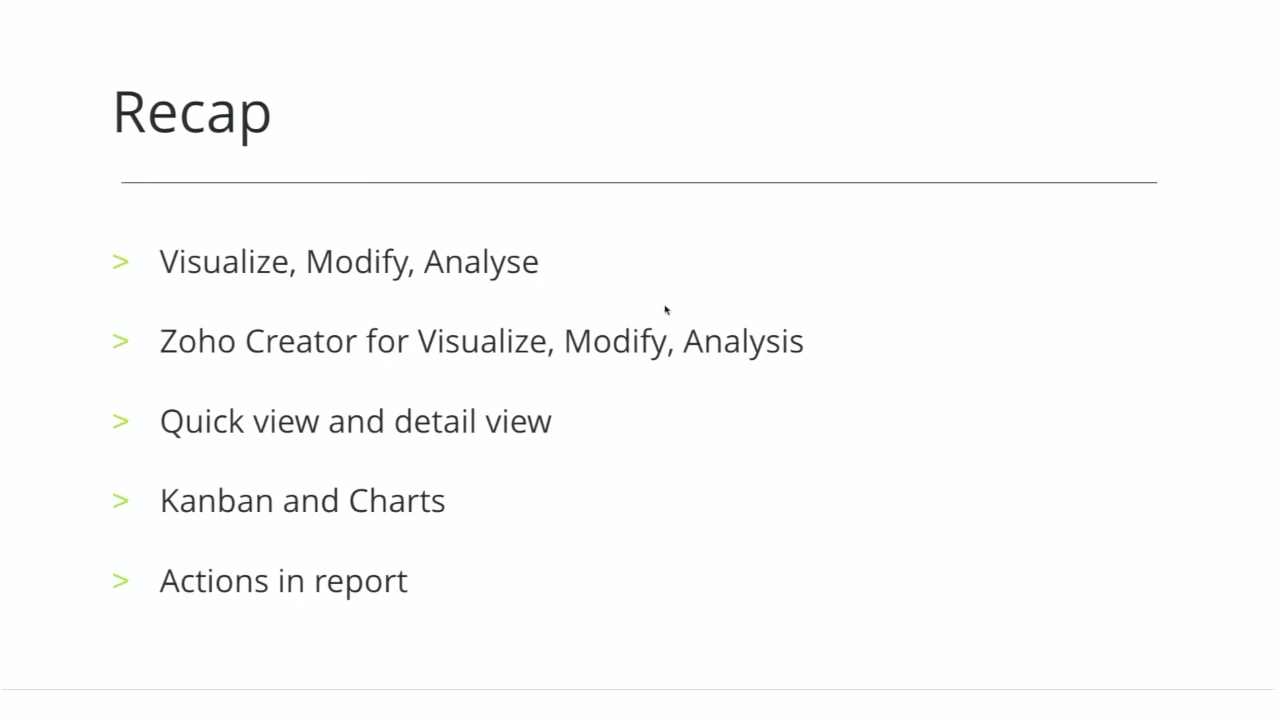 Recap
> Visualize, Modify, Analyse
> Zoho Creator for Visualize, Modify, Analysis
> Quick view and detail view
> Kanban and Charts
> Actions in report